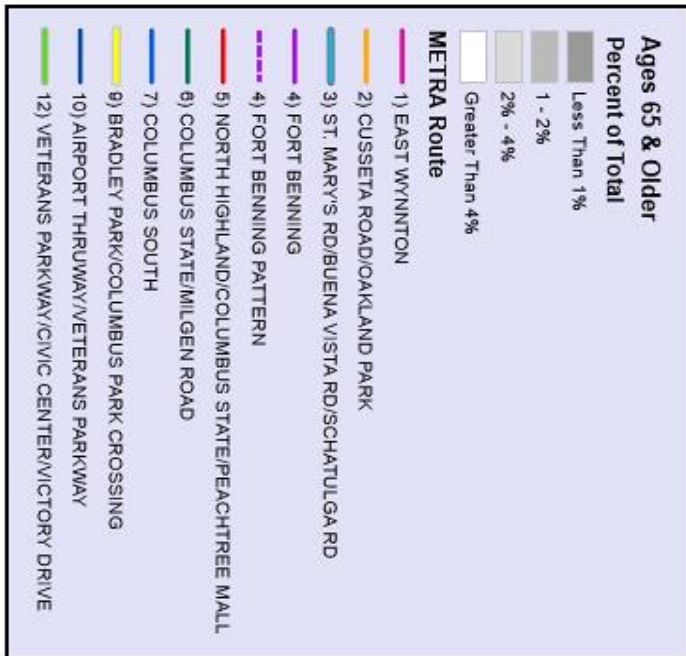 Ages 65 & Older
Percent of Total
Less Than 1%
1 - 2%
2% - 4%
Greater Than 4%
METRA Route
1) EAST WYNNTON
2) CUSSETA ROAD/OAKLAND PARK
3) ST. MARY'S RD/BUENA VISTA RD/SCHATULGA RD
4) FORT BENNING
4) FORT BENNING PATTERN
5) NORTH HIGHLAND/COLUMBUS STATE/PEACHTREE MALL
6) COLUMBUS STATE/MILGEN ROAD
7) COLUMBUS SOUTH
9) BRADLEY PARK/COLUMBUS PARK CROSSING
10) AIRPORT THRUWAY/VETERANS PARKWAY
12) VETERANS PARKWAY/CIVIC CENTER/VICTORY DRIVE